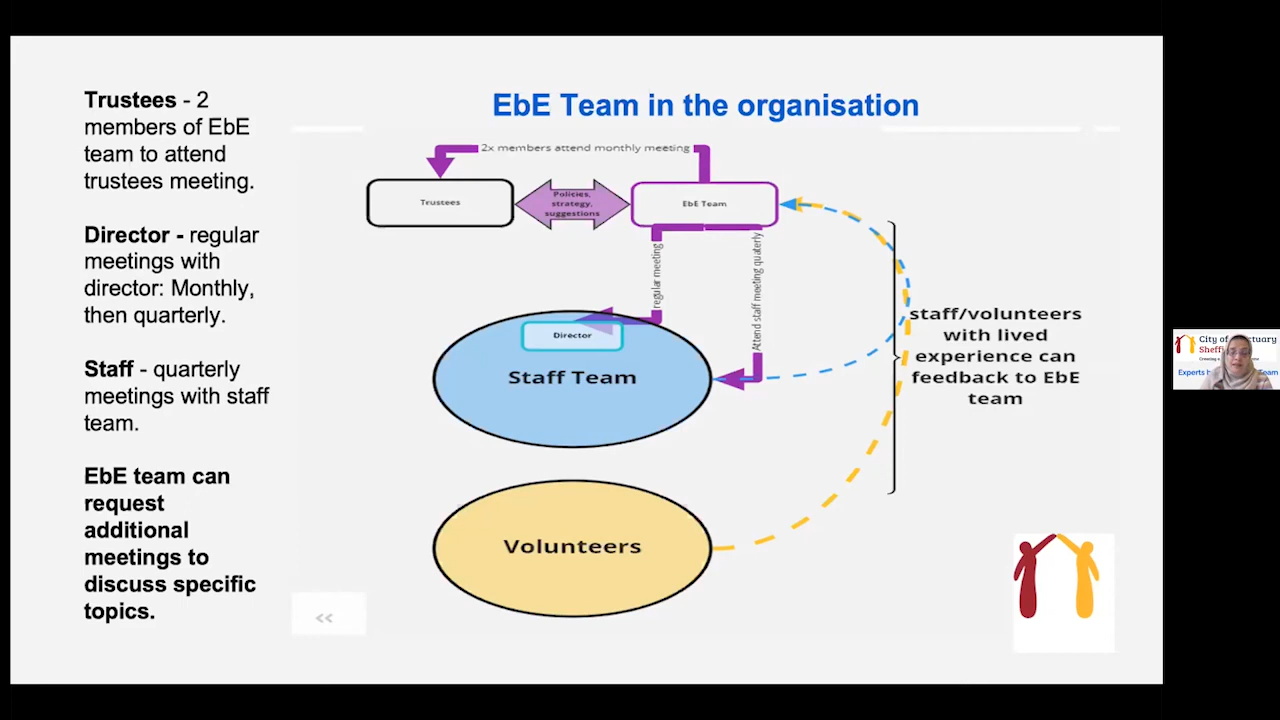 Trustees - 2
members of EbE
team to attend
trustees meeting.
Director - regular
meetings with
director: Monthly,
then quarterly.
Staff - quarterly
meetings with staff
team.
EbE team can
request
additional
meetings to
discuss specific
topics.
EbE Team in the organisation
2x members attend monthly meeting
Trustees
Policies,
strategy,
suggestions
EbE Team
regular meeting
Attend staff meeting quaterly
Director
Staff Team
staff/volunteers
with lived
experience can
feedback to EbE
team
Volunteers
<<
City of
Team